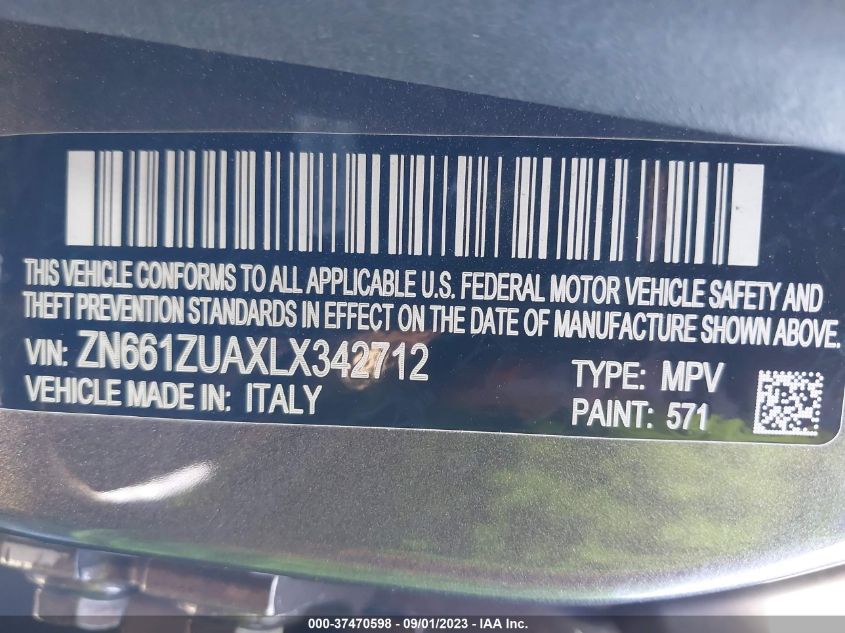 THIS VEHICLE CONFORMS TO ALL APPLICABLE U.S. FEDERAL MOTOR VEHICLE SAFETY AND
THEFT PREVENTION STANDARDS IN EFFECT ON THE DATE OF MANUFACTURE SHOWN ABOVE.
VIN: ZN661ZUAXLX342712
TYPE: MPV
VEHICLE MADE IN: ITALY
PAINT: 571
000-37470598 - 09/01/2023 - IAA Inc.